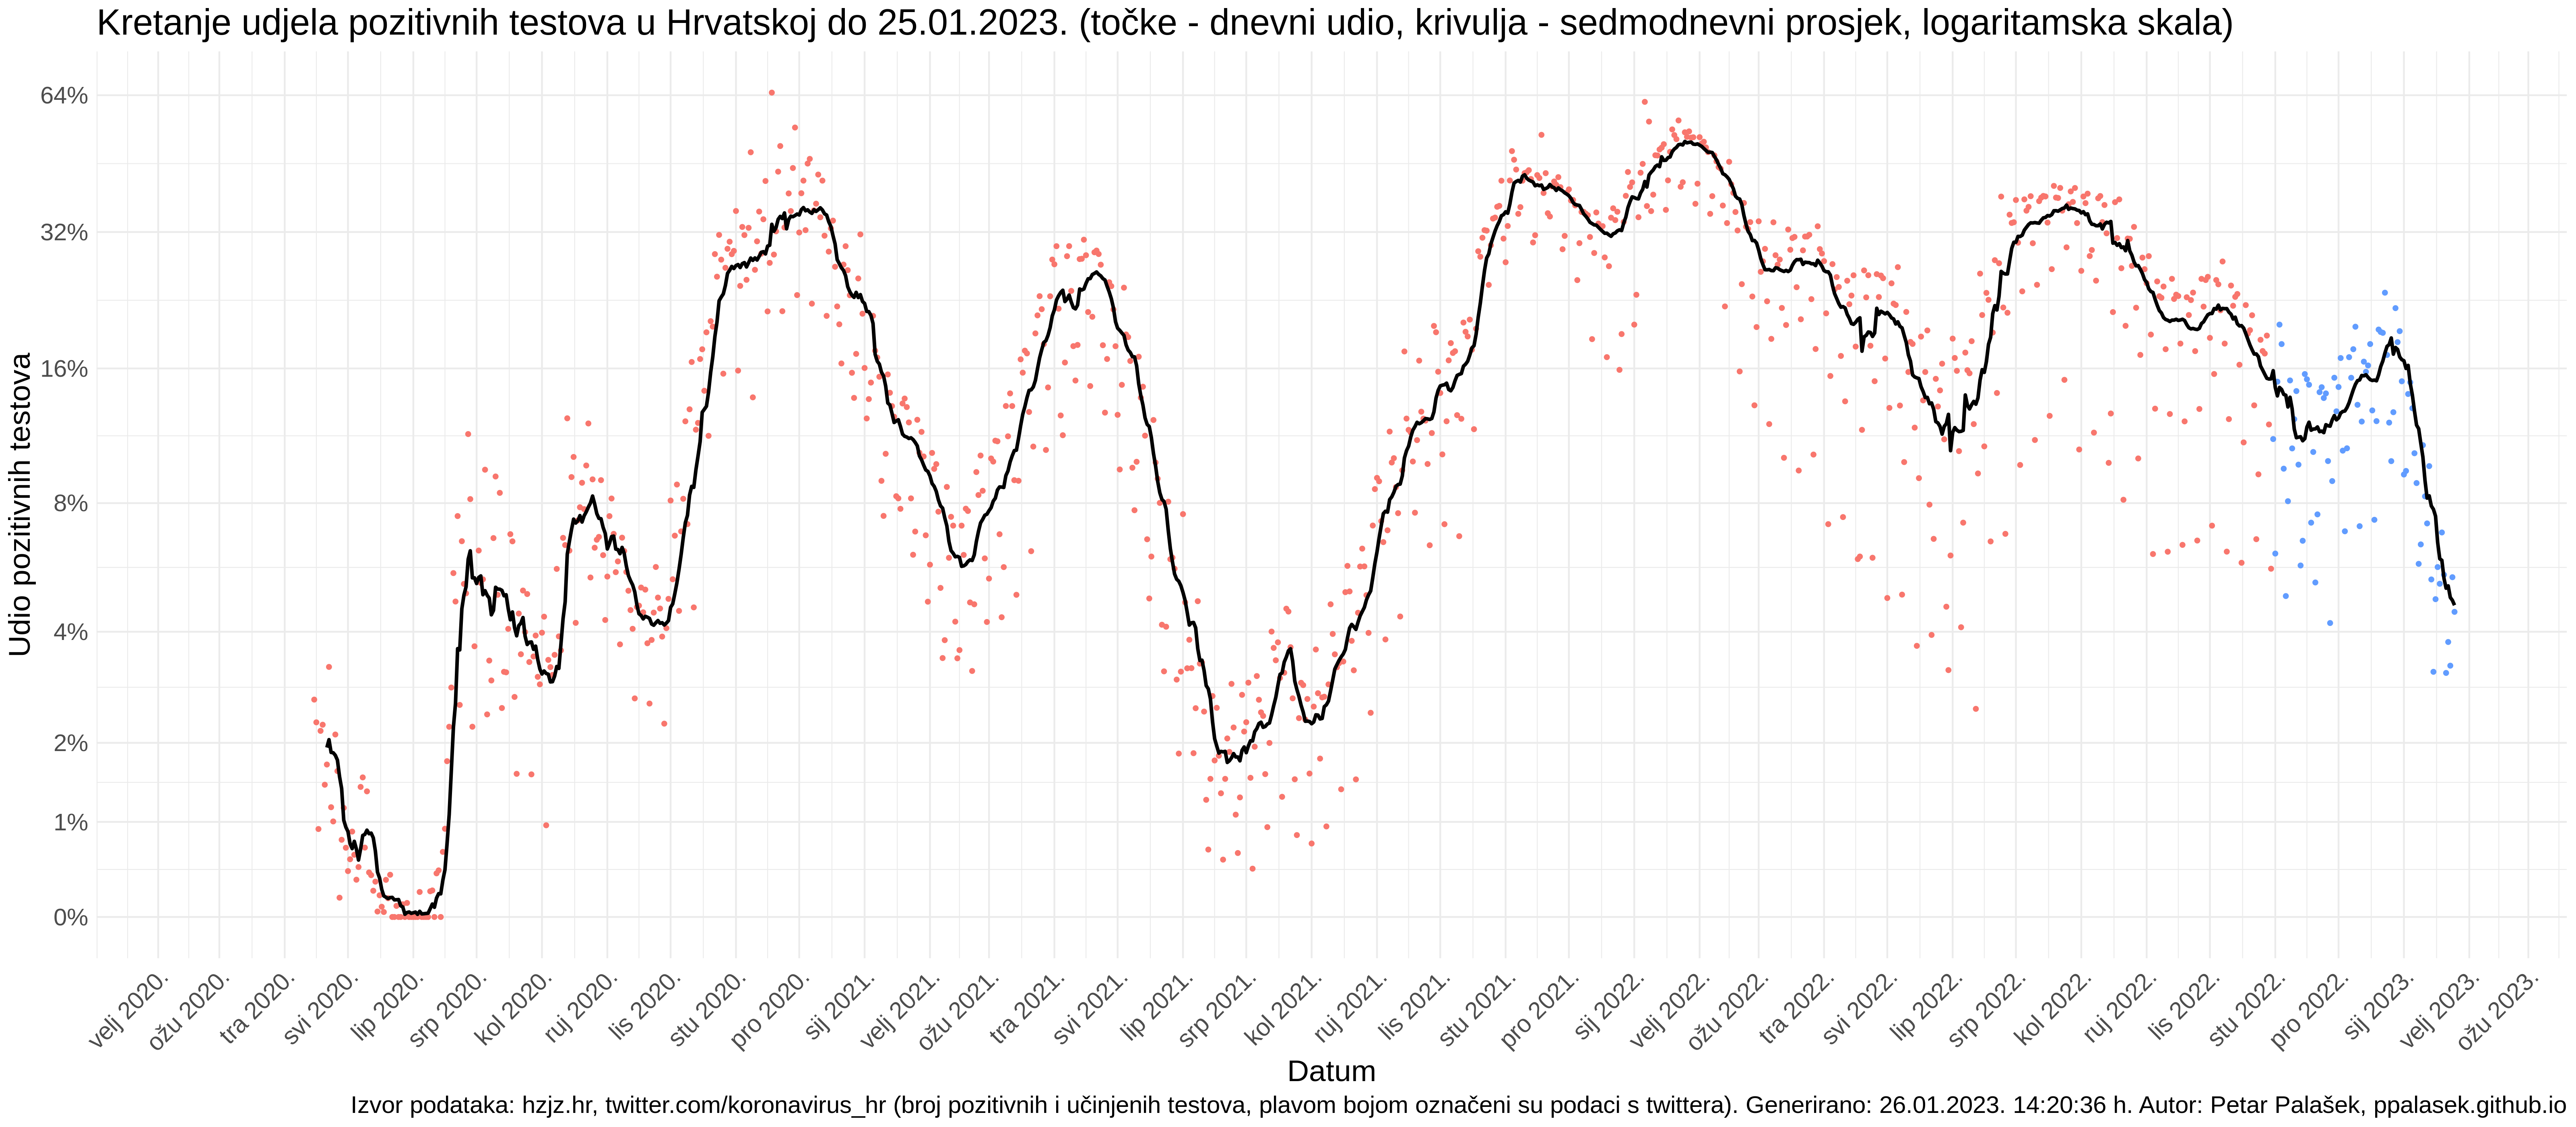 Kretanje udjela pozitivnih testova u Hrvatskoj do 25.01.2023. (točke - dnevni udio, krivulja - sedmodnevni prosjek, logaritamska skala)
Udio pozitivnih testova
64%
32%
16%
8%
4%
2%
1%
0%
velj 2020.
ožu 2020.
tra 2020.
svi 2020.
lip 2020.
srp 2020.
kol 2020.
ruj 2020.
lis 2020.
stu 2020.
pro 2020.
sij 2021.
velj 2021.
ožu 2021.
tra 2021.
svi 2021.
lip 2021.
srp 2021.
kol 2021.
ruj 2021.
lis 2021.
stu 2021.
pro 2021.
sij 2022.
velj 2022.
ožu 2022.
tra 2022.
svi 2022.
lip 2022.
srp 2022.
kol 2022.
ruj 2022.
lis 2022.
stu 2022.
pro 2022.
sij 2023.
velj 2023.
ožu 2023.
Datum
Izvor podataka: hzjz.hr, twitter.com/koronavirus_hr (broj pozitivnih i učinjenih testova, plavom bojom označeni su podaci s twittera). Generirano: 26.01.2023. 14:20:36 h. Autor: Petar Palašek, ppalasek.github.io